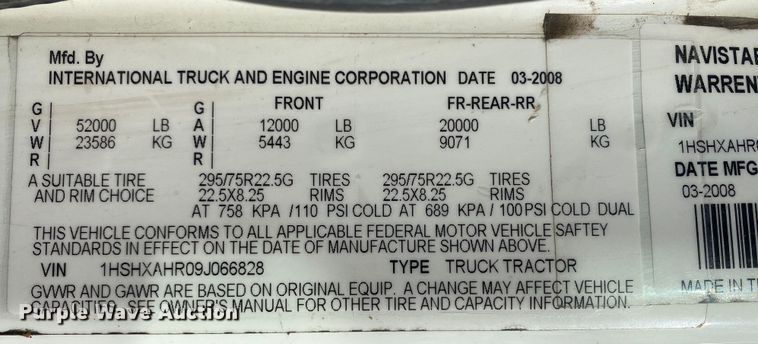 Mfd. By
INTERNATIONAL TRUCK AND ENGINE CORPORATION DATE 03-2008
G V W R
G A W R
FRONT FR-REAR-RR
52000 LB 12000 LB 20000 LB
23586 KG 5443 KG 9071 KG
A SUITABLE TIRE 295/75R22.5G TIRES 295/75R22.5G TIRES
AND RIM CHOICE 22.5X8.25 RIMS 22.5X8.25 RIMS
AT 758 KPA /110 PSI COLD AT 689 KPA / 100PSI COLD DUAL
THIS VEHICLE CONFORMS TO ALL APPLICABLE FEDERAL MOTOR VEHICLE SAFTEY
STANDARDS IN EFFECT ON THE DATE OF MANUFACTURE SHOWN ABOVE.
VIN 1HSHXAHR09J066828 TYPE TRUCK TRACTOR
GVWR AND GAWR ARE BASED ON ORIGINAL EQUIP. A CHANGE MAY AFFECT VEHICLE
CAPACITIES. SEE OWNER'S MANUAL FOR OTHER TIRE AND CAPACITY INFORMATION.
NAVISTA
WARREN
VIN
1HSHXAHR
DATE MFG
03-2008
MADE IN T
Purple Wave Auction